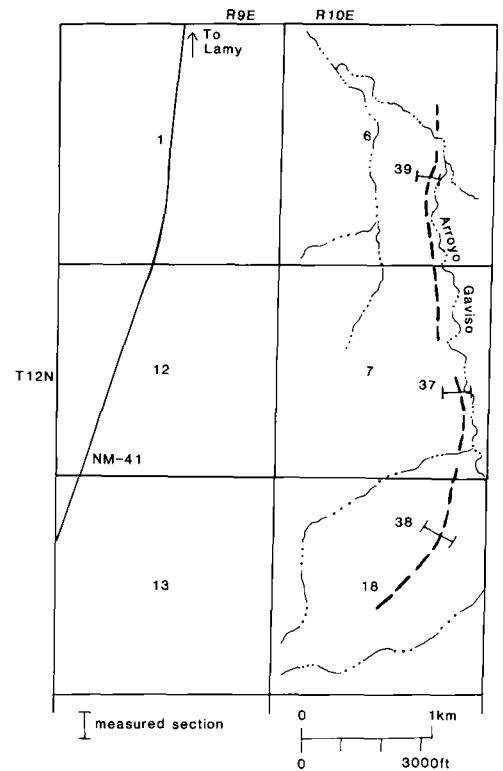 R9E R10E
To
Lamy
1
6
39
Arroyo
Gaviso
T12N
12
7
37
NM-41
38
13
18
measured section
0 1km
0 3000ft